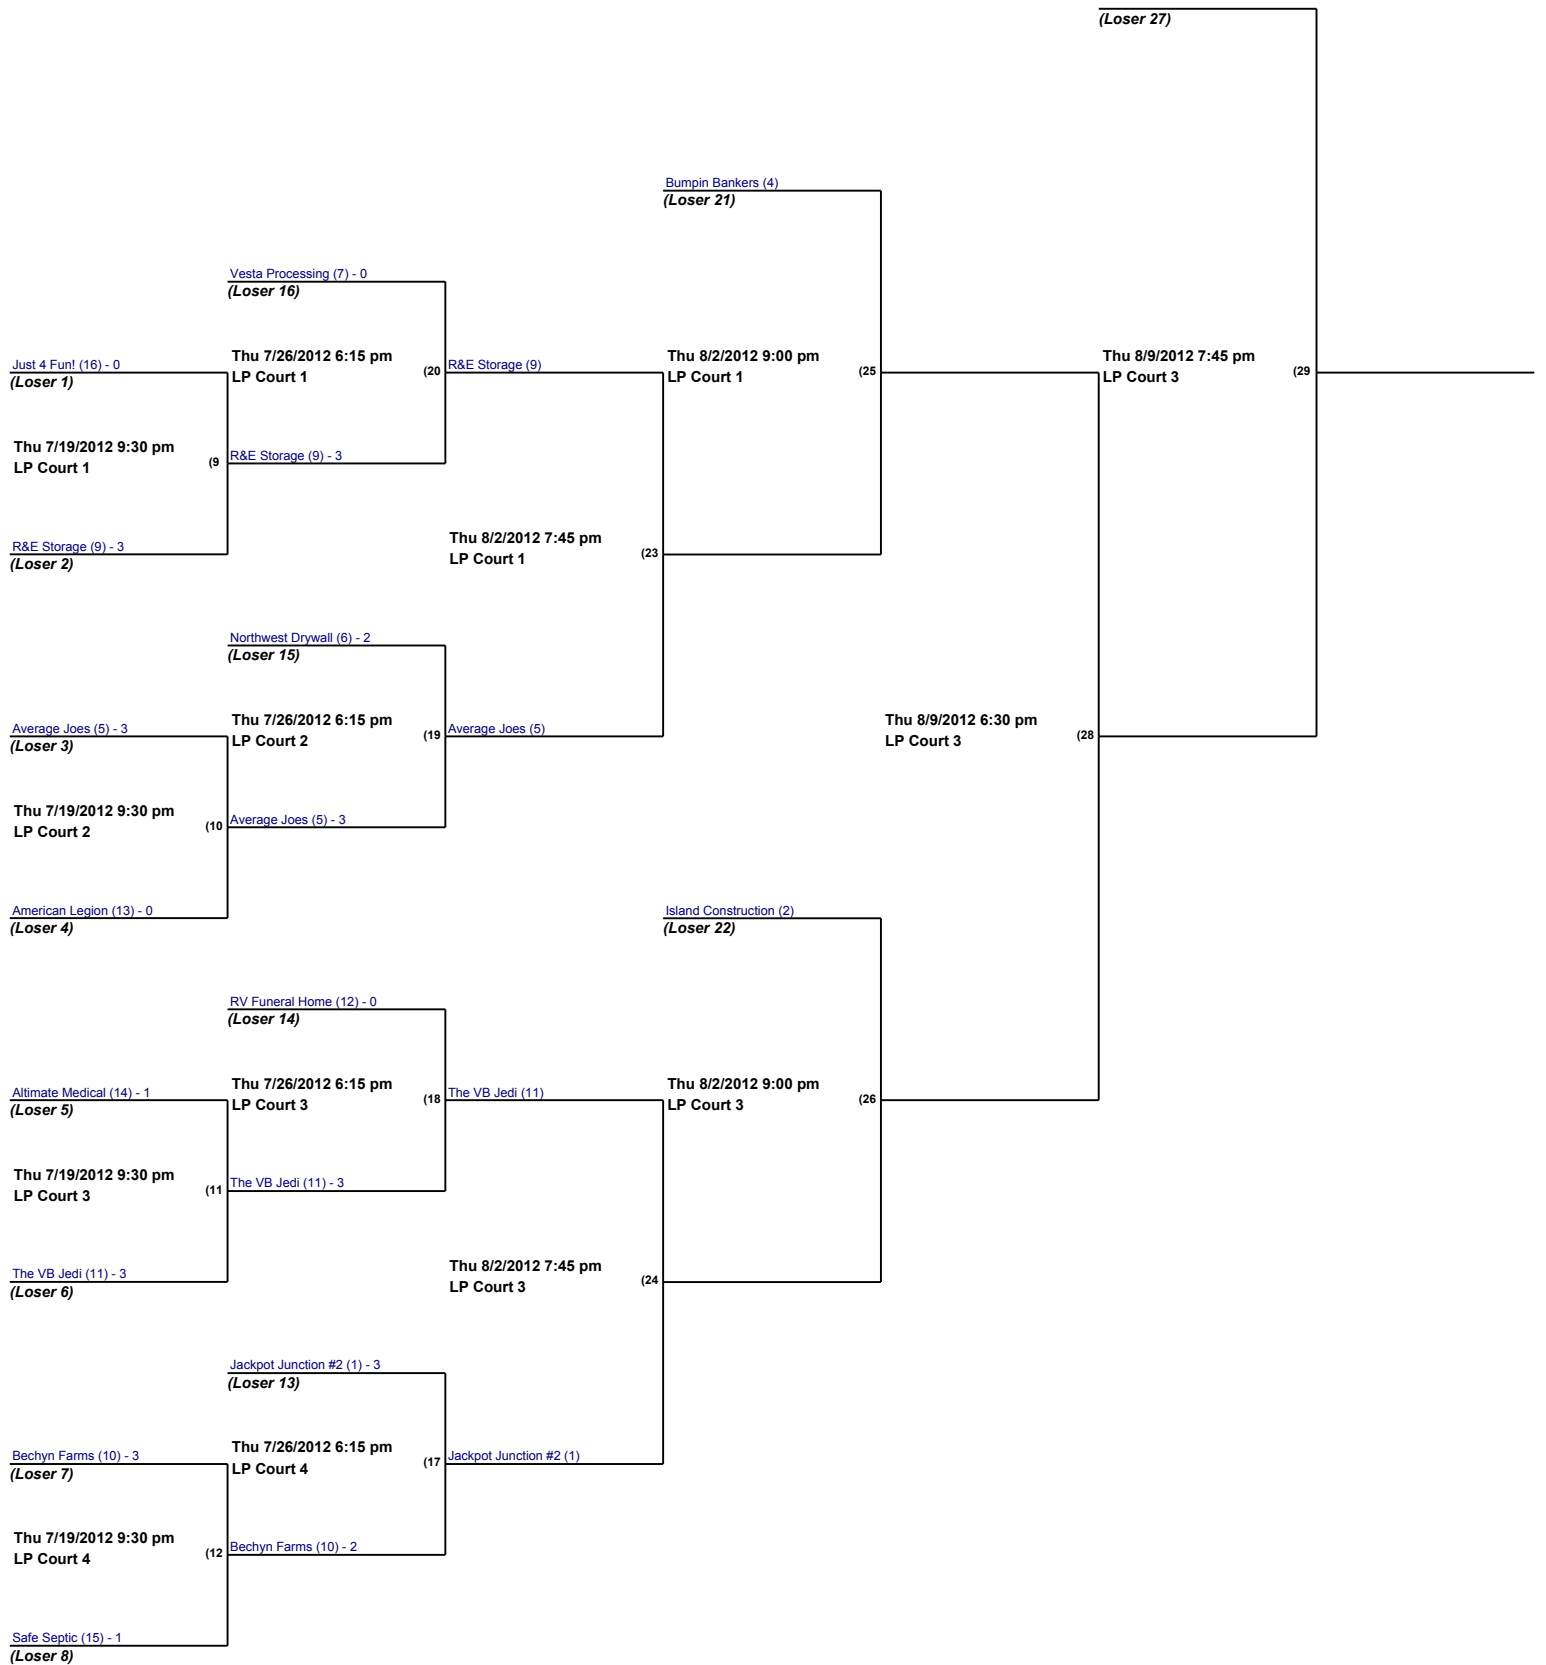 (Loser 27)
Bumpin Bankers (4)
(Loser 21)
Vesta Processing (7) - 0
(Loser 16)
Just 4 Fun! (16) - 0
(Loser 1)
Thu 7/26/2012 6:15 pm
LP Court 1
(20
R&E Storage (9)
Thu 8/2/2012 9:00 pm
LP Court 1
(25
Thu 8/9/2012 7:45 pm
LP Court 3
(29
Thu 7/19/2012 9:30 pm
LP Court 1
(9
R&E Storage (9) - 3
R&E Storage (9) - 3
(Loser 2)
Thu 8/2/2012 7:45 pm
LP Court 1
(23
Northwest Drywall (6) - 2
(Loser 15)
Average Joes (5) - 3
(Loser 3)
Thu 7/26/2012 6:15 pm
LP Court 2
(19
Average Joes (5)
Thu 8/9/2012 6:30 pm
LP Court 3
(28
Thu 7/19/2012 9:30 pm
LP Court 2
(10
Average Joes (5) - 3
American Legion (13) - 0
(Loser 4)
Island Construction (2)
(Loser 22)
RV Funeral Home (12) - 0
(Loser 14)
Altimate Medical (14) - 1
(Loser 5)
Thu 7/26/2012 6:15 pm
LP Court 3
(18
The VB Jedi (11)
Thu 8/2/2012 9:00 pm
LP Court 3
(26
Thu 7/19/2012 9:30 pm
LP Court 3
(11
The VB Jedi (11) - 3
The VB Jedi (11) - 3
(Loser 6)
Thu 8/2/2012 7:45 pm
LP Court 3
(24
Jackpot Junction #2 (1) - 3
(Loser 13)
Bechyn Farms (10) - 3
(Loser 7)
Thu 7/26/2012 6:15 pm
LP Court 4
(17
Jackpot Junction #2 (1)
Thu 7/19/2012 9:30 pm
LP Court 4
(12
Bechyn Farms (10) - 2
Safe Septic (15) - 1
(Loser 8)